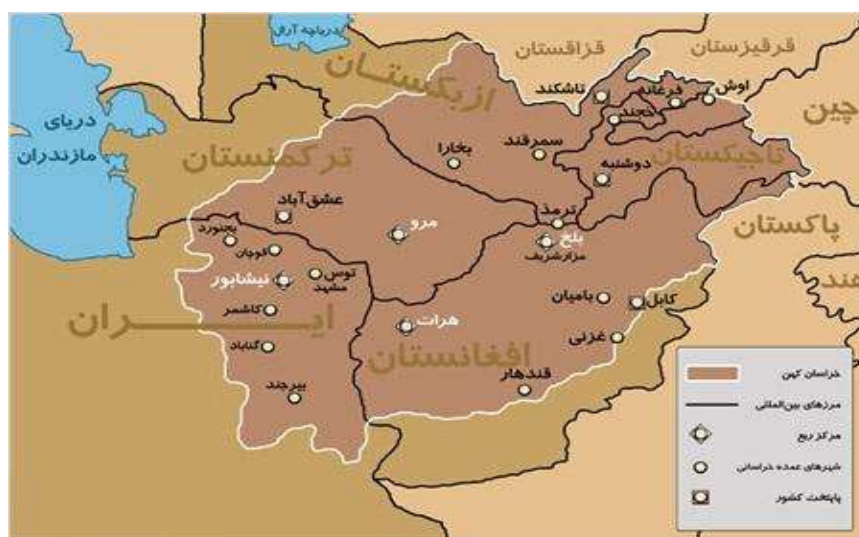 دریاچه آرال
قزاقستان
قرقیزستان
ازبکستان
تاشکند
فرغانه
اوش
خجند
چین
دریای
مازندران
ترکمنستان
بخارا
سمرقند
دوشنبه
تاجیکستان
عشق‌آباد
مرو
ترمذ
بلخ
مزارشریف
پاکستان
بجنورد
قوچان
نیشابور
توس
مشهد
هند
کاشمر
ایران
هرات
بامیان
کابل
گناباد
افغانستان
غزنی
بیرجند
قندهار
خراسان کهن
مرزهای بین‌المللی
مرکز ربع
شهرهای عمده خراسانی
پایتخت کشور